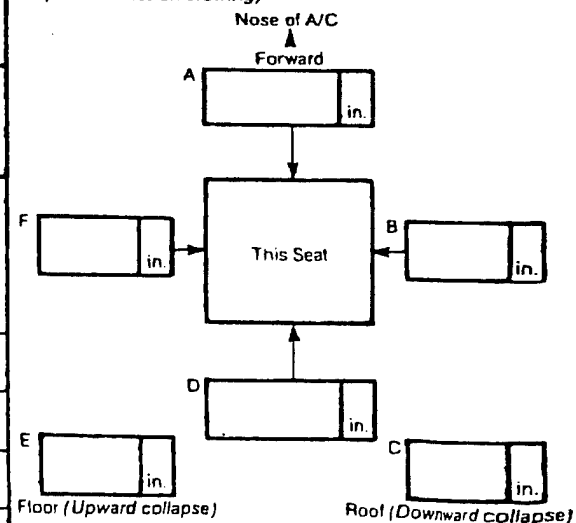 Nose of A/C
Forward
A
in.
F
in.
This Seat
B
in.
D
in.
E
in.
C
in.
Floor (Upward collapse)
Roof (Downward collapse)